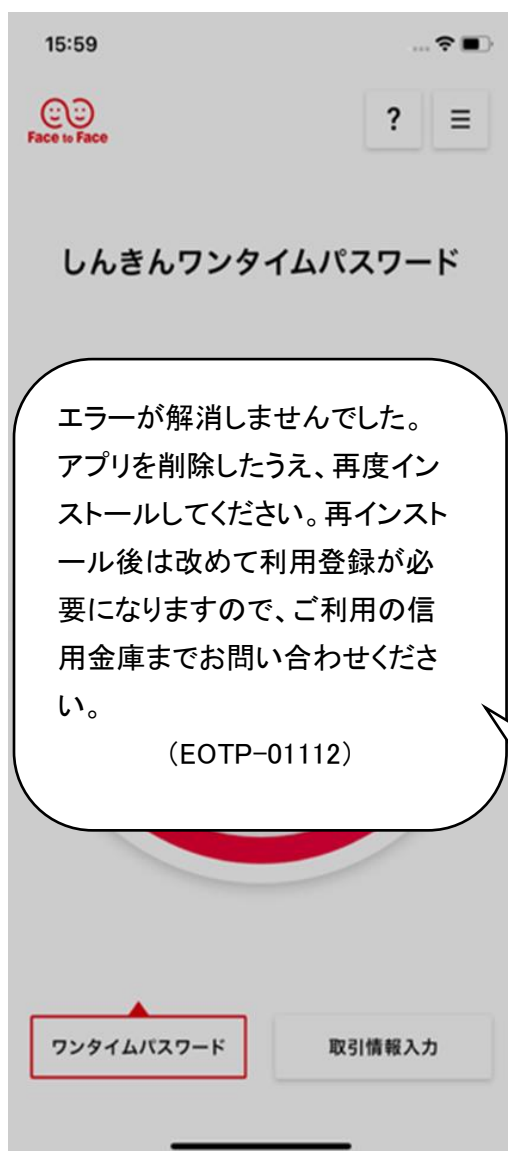 15:59
Face to Face
?
しんきんワンタイムパスワード
エラーが解消しませんでした。
アプリを削除したうえ、再度イン
ストールしてください。再インスト
ール後は改めて利用登録が必
要になりますので、ご利用の信
用金庫までお問い合わせくださ
い。
（EOTP-01112）
ワンタイムパスワード
取引情報入力